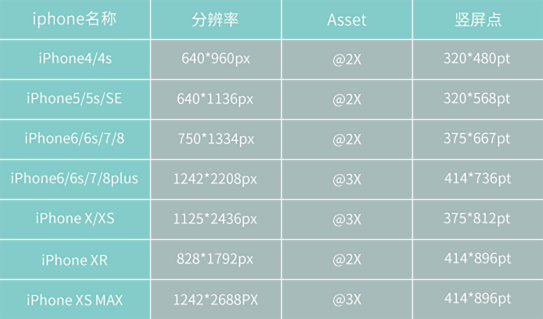 iphone名称 分辨率 Asset 竖屏点
iPhone4/4s 640*960px @2X 320*480pt
iPhone5/5s/SE 640*1136px @2X 320*568pt
iPhone6/6s/7/8 750*1334px @2X 375*667pt
iPhone6/6s/7/8plus 1242*2208px @3X 414*736pt
iPhone X/XS 1125*2436px @3X 375*812pt
iPhone XR 828*1792px @2X 414*896pt
iPhone XS MAX 1242*2688PX @3X 414*896pt